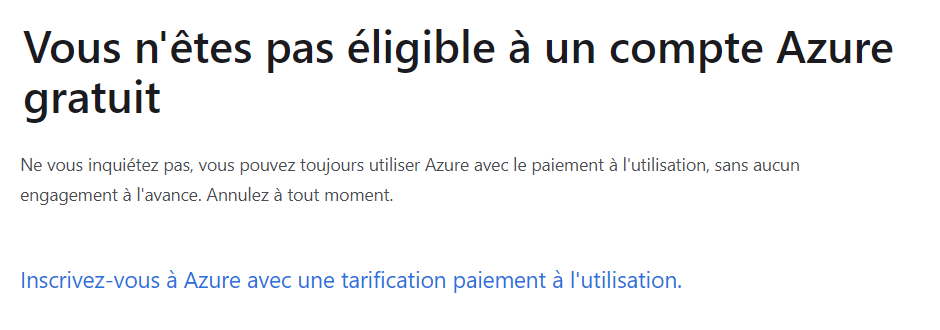 Vous n'êtes pas éligible à un compte Azure
gratuit
Ne vous inquiétez pas, vous pouvez toujours utiliser Azure avec le paiement à l'utilisation, sans aucun
engagement à l'avance. Annulez à tout moment.
Inscrivez-vous à Azure avec une tarification paiement à l'utilisation.